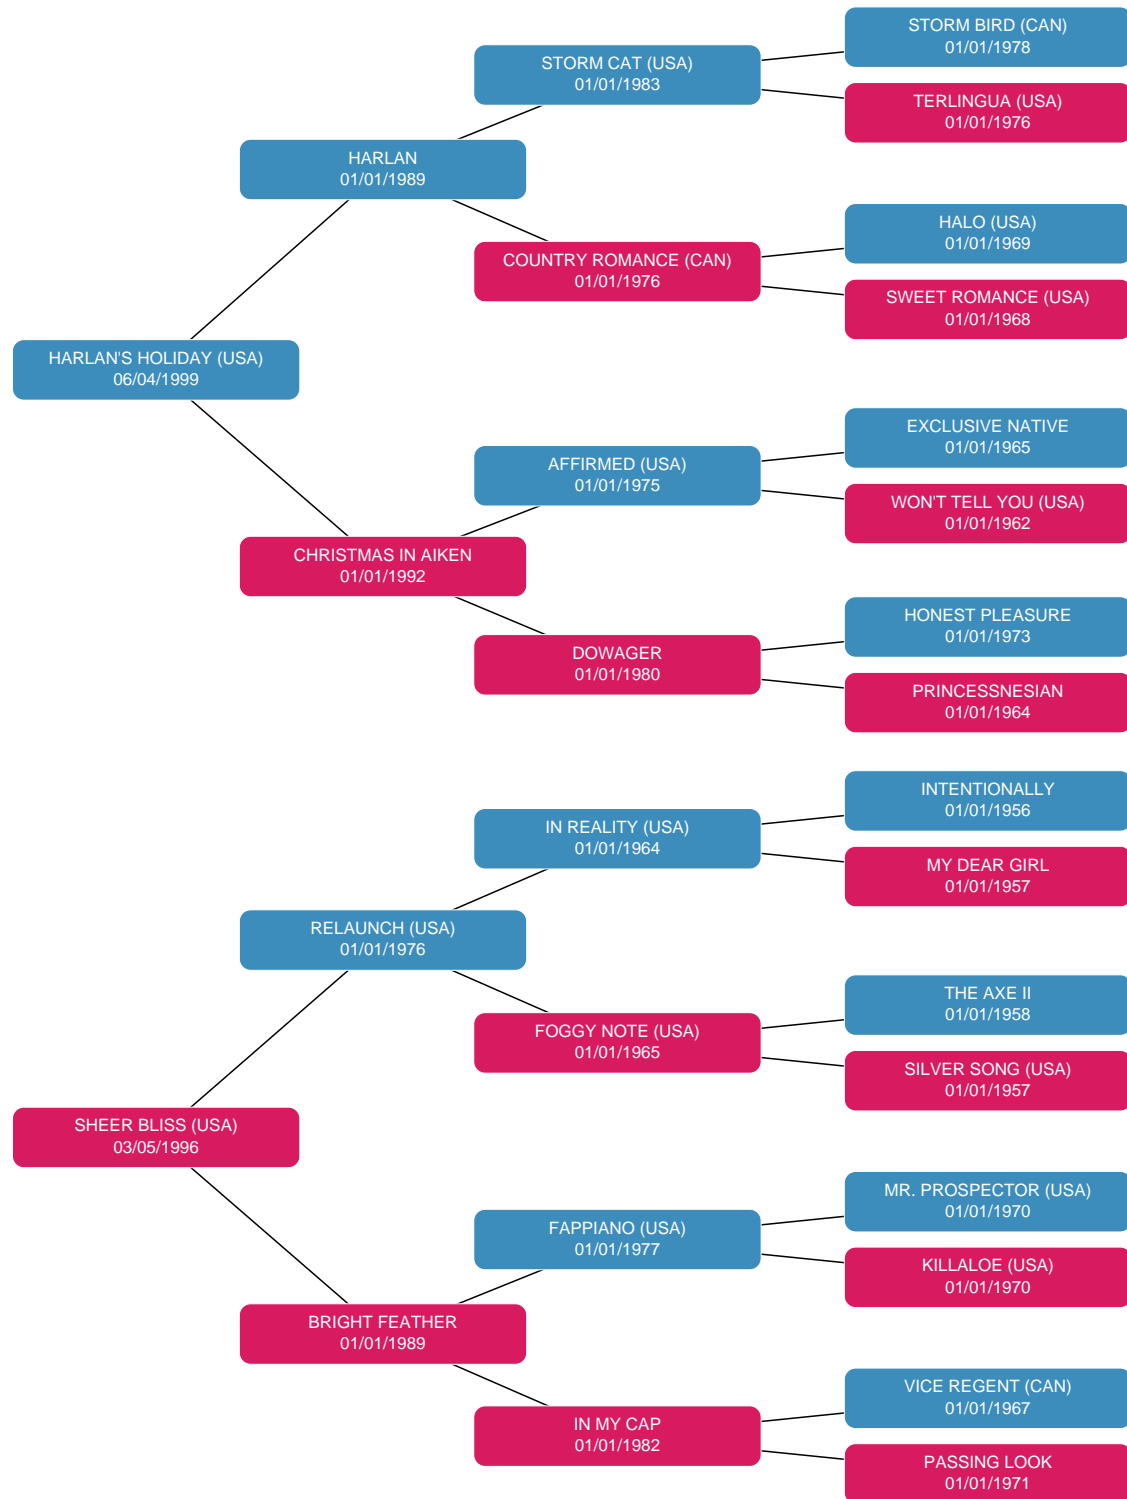 STORM BIRD (CAN)
01/01/1978
STORM CAT (USA)
01/01/1983
TERLINGUA (USA)
01/01/1976
HARLAN
01/01/1989
HALO (USA)
01/01/1969
COUNTRY ROMANCE (CAN)
01/01/1976
SWEET ROMANCE (USA)
01/01/1968
HARLAN'S HOLIDAY (USA)
06/04/1999
EXCLUSIVE NATIVE
01/01/1965
AFFIRMED (USA)
01/01/1975
WON'T TELL YOU (USA)
01/01/1962
CHRISTMAS IN AIKEN
01/01/1992
HONEST PLEASURE
01/01/1973
DOWAGER
01/01/1980
PRINCESSNESIAN
01/01/1964
INTENTIONALLY
01/01/1956
IN REALITY (USA)
01/01/1964
MY DEAR GIRL
01/01/1957
RELAUNCH (USA)
01/01/1976
THE AXE II
01/01/1958
FOGGY NOTE (USA)
01/01/1965
SILVER SONG (USA)
01/01/1957
SHEER BLISS (USA)
03/05/1996
MR. PROSPECTOR (USA)
01/01/1970
FAPPIANO (USA)
01/01/1977
KILLALOE (USA)
01/01/1970
BRIGHT FEATHER
01/01/1989
VICE REGENT (CAN)
01/01/1967
IN MY CAP
01/01/1982
PASSING LOOK
01/01/1971